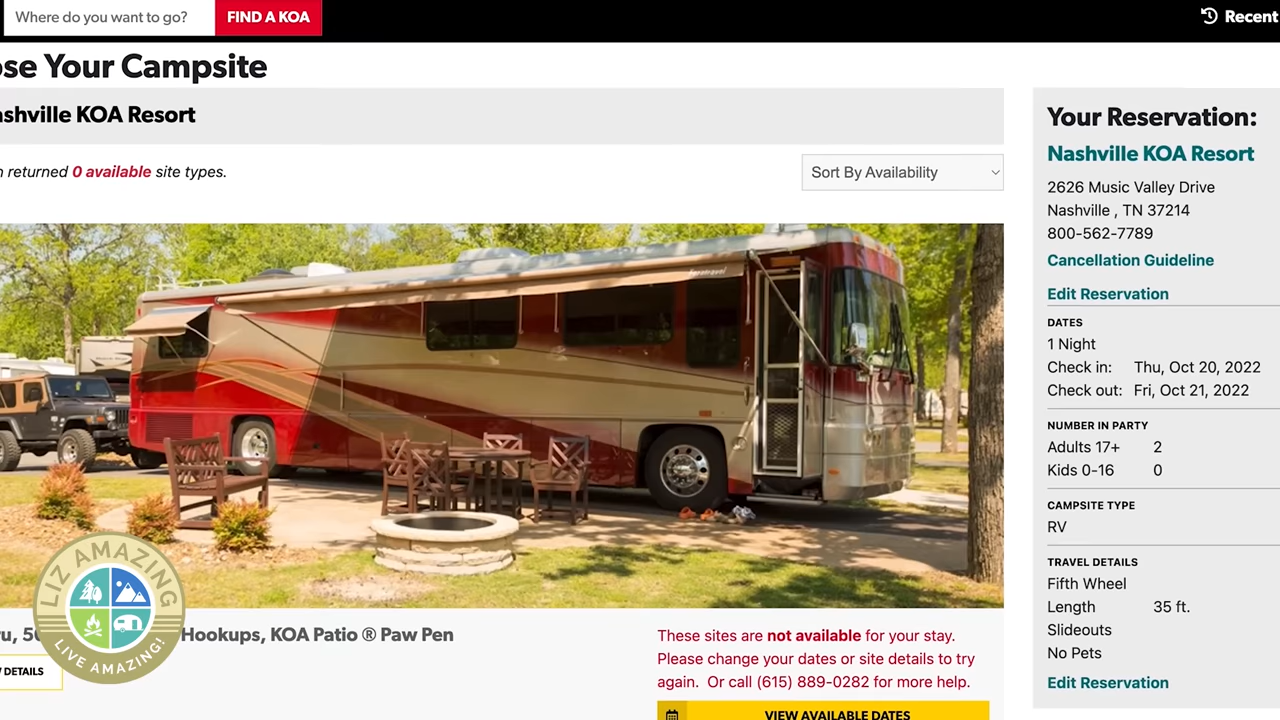 Where do you want to go?
FIND A KOA
Recent
se Your Campsite
shville KOA Resort
returned 0 available site types.
Sort By Availability
Your Reservation:
Nashville KOA Resort
2626 Music Valley Drive
Nashville , TN 37214
800-562-7789
Cancellation Guideline
Edit Reservation
DATES
1 Night
Check in: Thu, Oct 20, 2022
Check out: Fri, Oct 21, 2022
NUMBER IN PARTY
Adults 17+ 2
Kids 0-16 0
CAMPSITE TYPE
RV
TRAVEL DETAILS
Fifth Wheel
Length 35 ft.
Slideouts
No Pets
Edit Reservation
LIZ AMAZING
LIVE AMAZING!
Hookups, KOA Patio ® Paw Pen
DETAILS
These sites are not available for your stay.
Please change your dates or site details to try
again. Or call (615) 889-0282 for more help.
VIEW AVAILABLE DATES